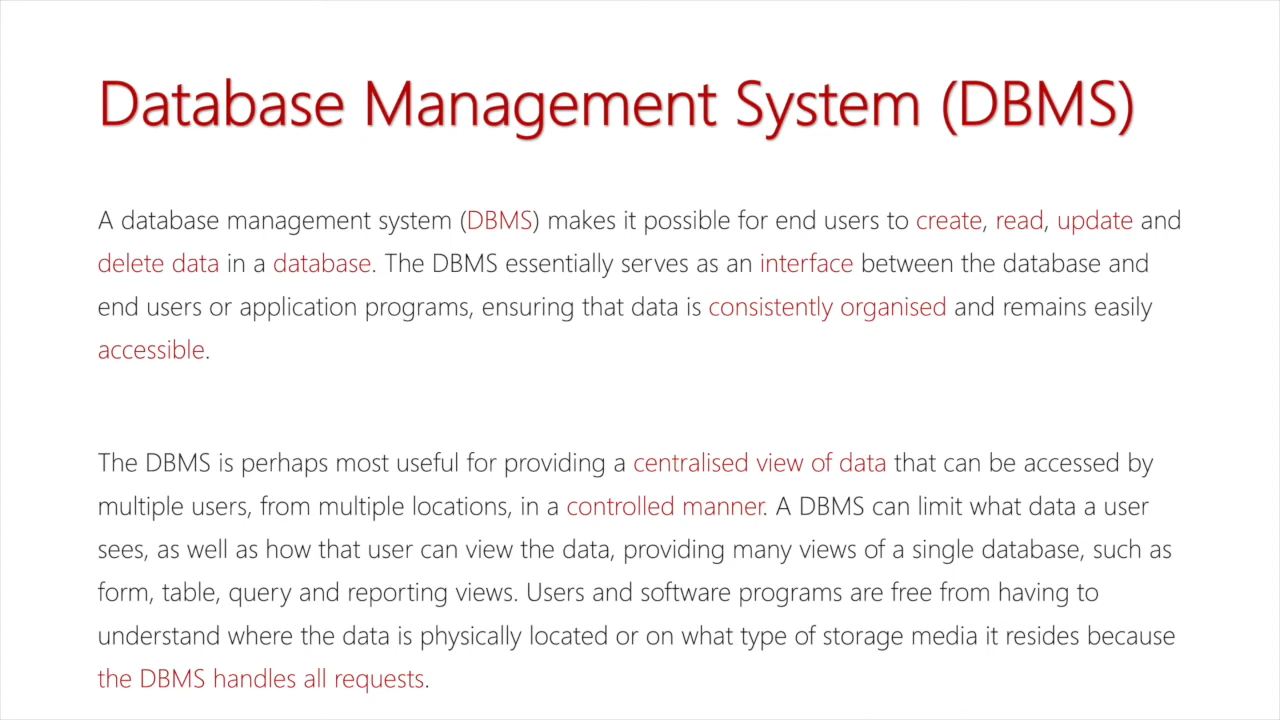 Database Management System (DBMS)
A database management system (DBMS) makes it possible for end users to create, read, update and
delete data in a database. The DBMS essentially serves as an interface between the database and
end users or application programs, ensuring that data is consistently organised and remains easily
accessible.
The DBMS is perhaps most useful for providing a centralised view of data that can be accessed by
multiple users, from multiple locations, in a controlled manner. A DBMS can limit what data a user
sees, as well as how that user can view the data, providing many views of a single database, such as
form, table, query and reporting views. Users and software programs are free from having to
understand where the data is physically located or on what type of storage media it resides because
the DBMS handles all requests.